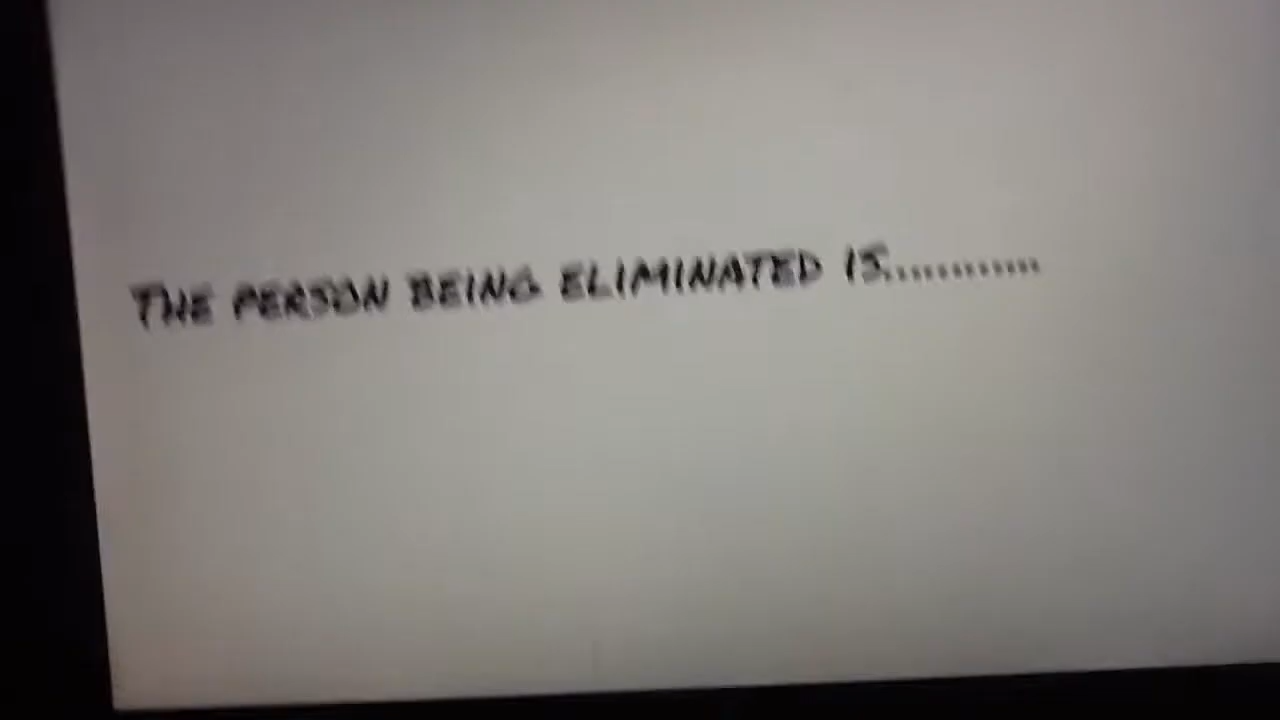 THE PERSON BEING ELIMINATED IS............